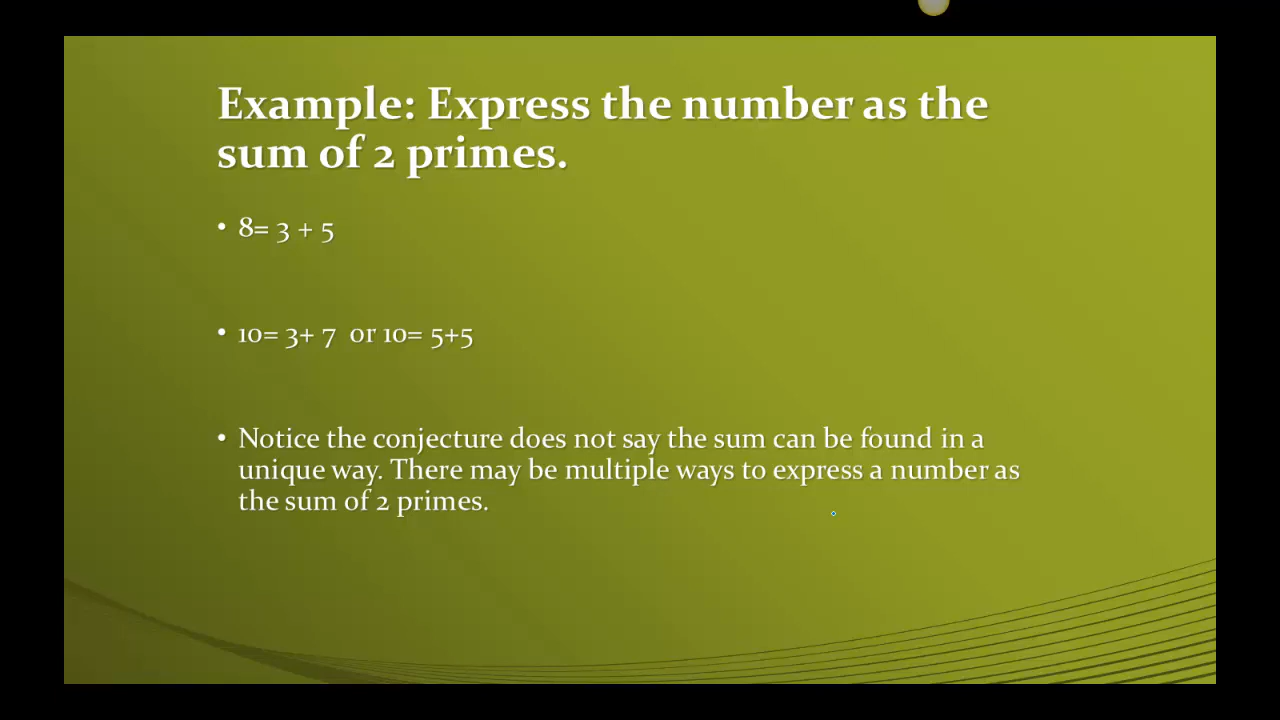 Example: Express the number as the
sum of 2 primes.
• 8= 3 + 5
• 10= 3+ 7 or 10= 5+5
• Notice the conjecture does not say the sum can be found in a
unique way. There may be multiple ways to express a number as
the sum of 2 primes.